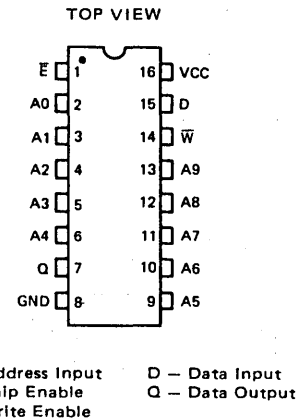 TOP VIEW
E̅ 1 16 VCC
A0 2 15 D
A1 3 14 W̅
A2 4 13 A9
A3 5 12 A8
A4 6 11 A7
Q 7 10 A6
GND 8 9 A5
ddress Input D – Data Input
ip Enable Q – Data Output
rite Enable